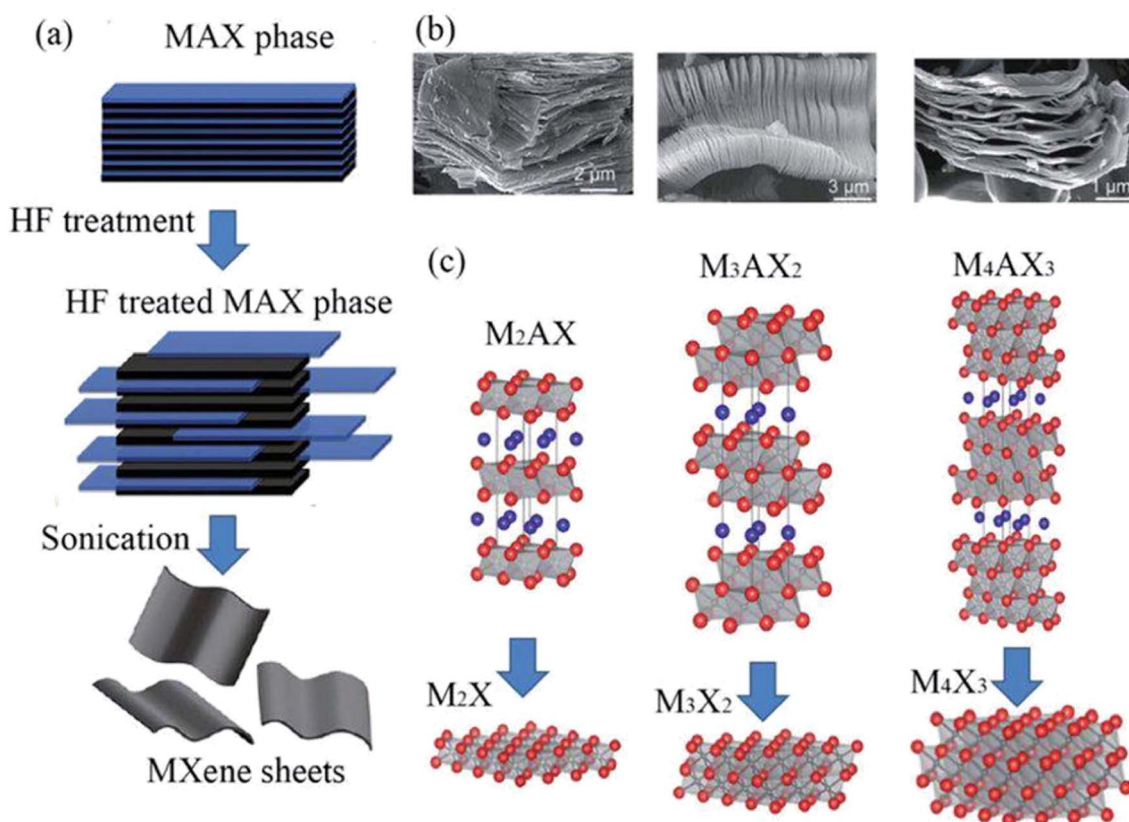 (a)
MAX phase
HF treatment
HF treated MAX phase
Sonication
MXene sheets
(b)
2 μm
3 μm
1 μm
(c)
M₂AX
M₃AX₂
M₄AX₃
M₂X
M₃X₂
M₄X₃